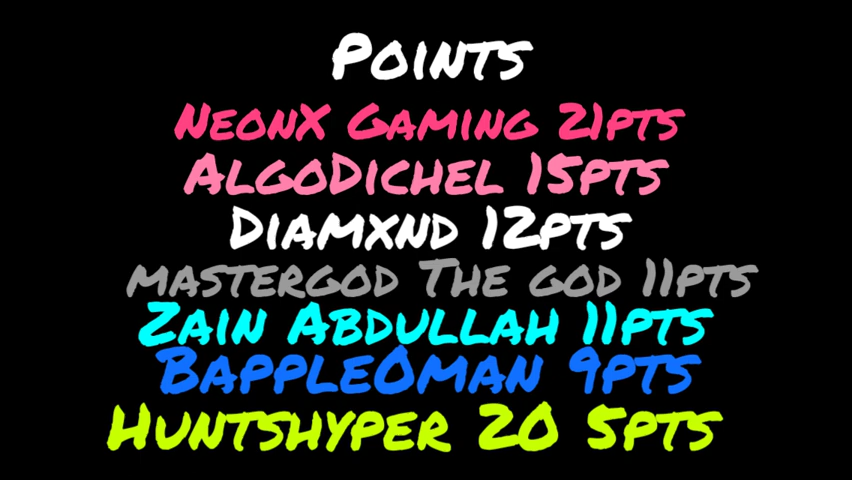 Points
NeonX Gaming 21pts
AlgoDichel 15pts
Diamxnd 12pts
mastergod The god 11pts
Zain Abdullah 11pts
BappleOman 9pts
Huntshyper 20 5pts